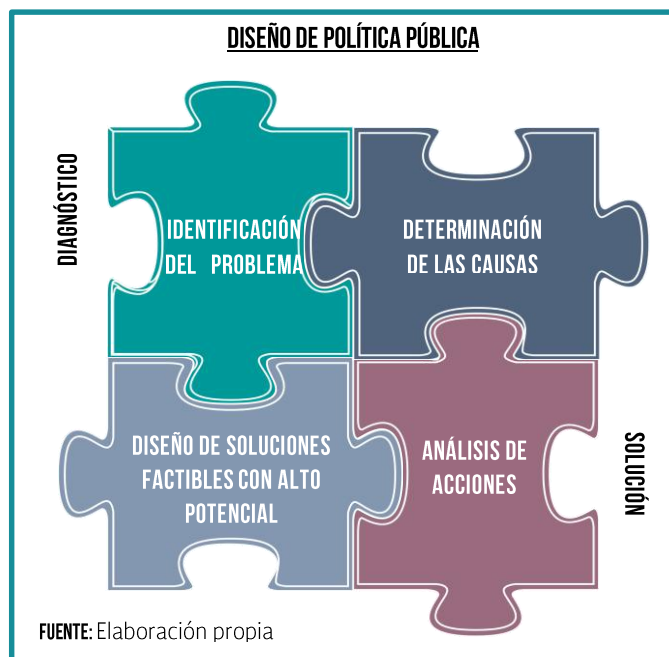 DISEÑO DE POLÍTICA PÚBLICA
DIAGNÓSTICO
IDENTIFICACIÓN
DEL PROBLEMA
DETERMINACIÓN
DE LAS CAUSAS
DISEÑO DE SOLUCIONES
FACTIBLES CON ALTO
POTENCIAL
ANÁLISIS DE
ACCIONES
SOLUCIÓN
FUENTE: Elaboración propia